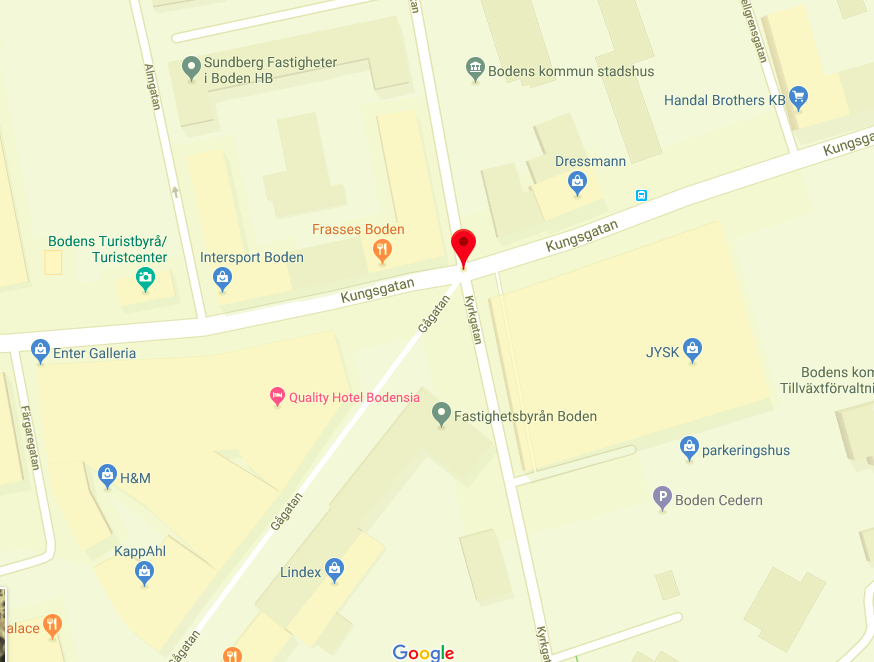 Sundberg Fastigheter
i Boden HB
Almgatan
Bodens kommun stadshus
Handal Brothers KB
Dressmann
Kungsgatan
Frasses Boden
Bodens Turistbyrå/
Turistcenter
Intersport Boden
Kungsgatan
Gågatan
Kyrkgatan
Enter Galleria
JYSK
Quality Hotel Bodensia
Bodens kom
Tillväxtförvaltni
Fastighetsbyrån Boden
Färgaregatan
parkeringshus
H&M
P
Boden Cedern
Gågatan
KappAhl
Lindex
alace
Gågatan
Kyrkg
Google